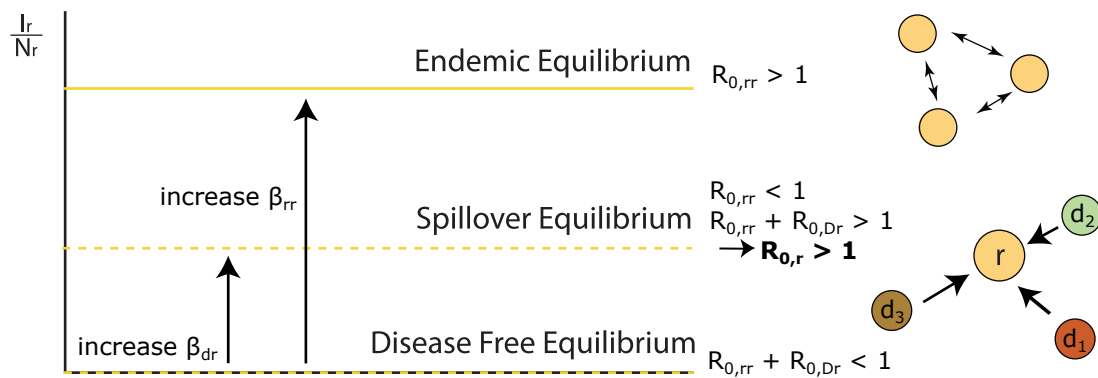 I_r
N_r
Endemic Equilibrium
R_0,rr > 1
increase β_rr
R_0,rr < 1
Spillover Equilibrium
R_0,rr + R_0,Dr > 1
R_0,r > 1
d_2
r
d_3
d_1
increase β_dr
Disease Free Equilibrium
R_0,rr + R_0,Dr < 1